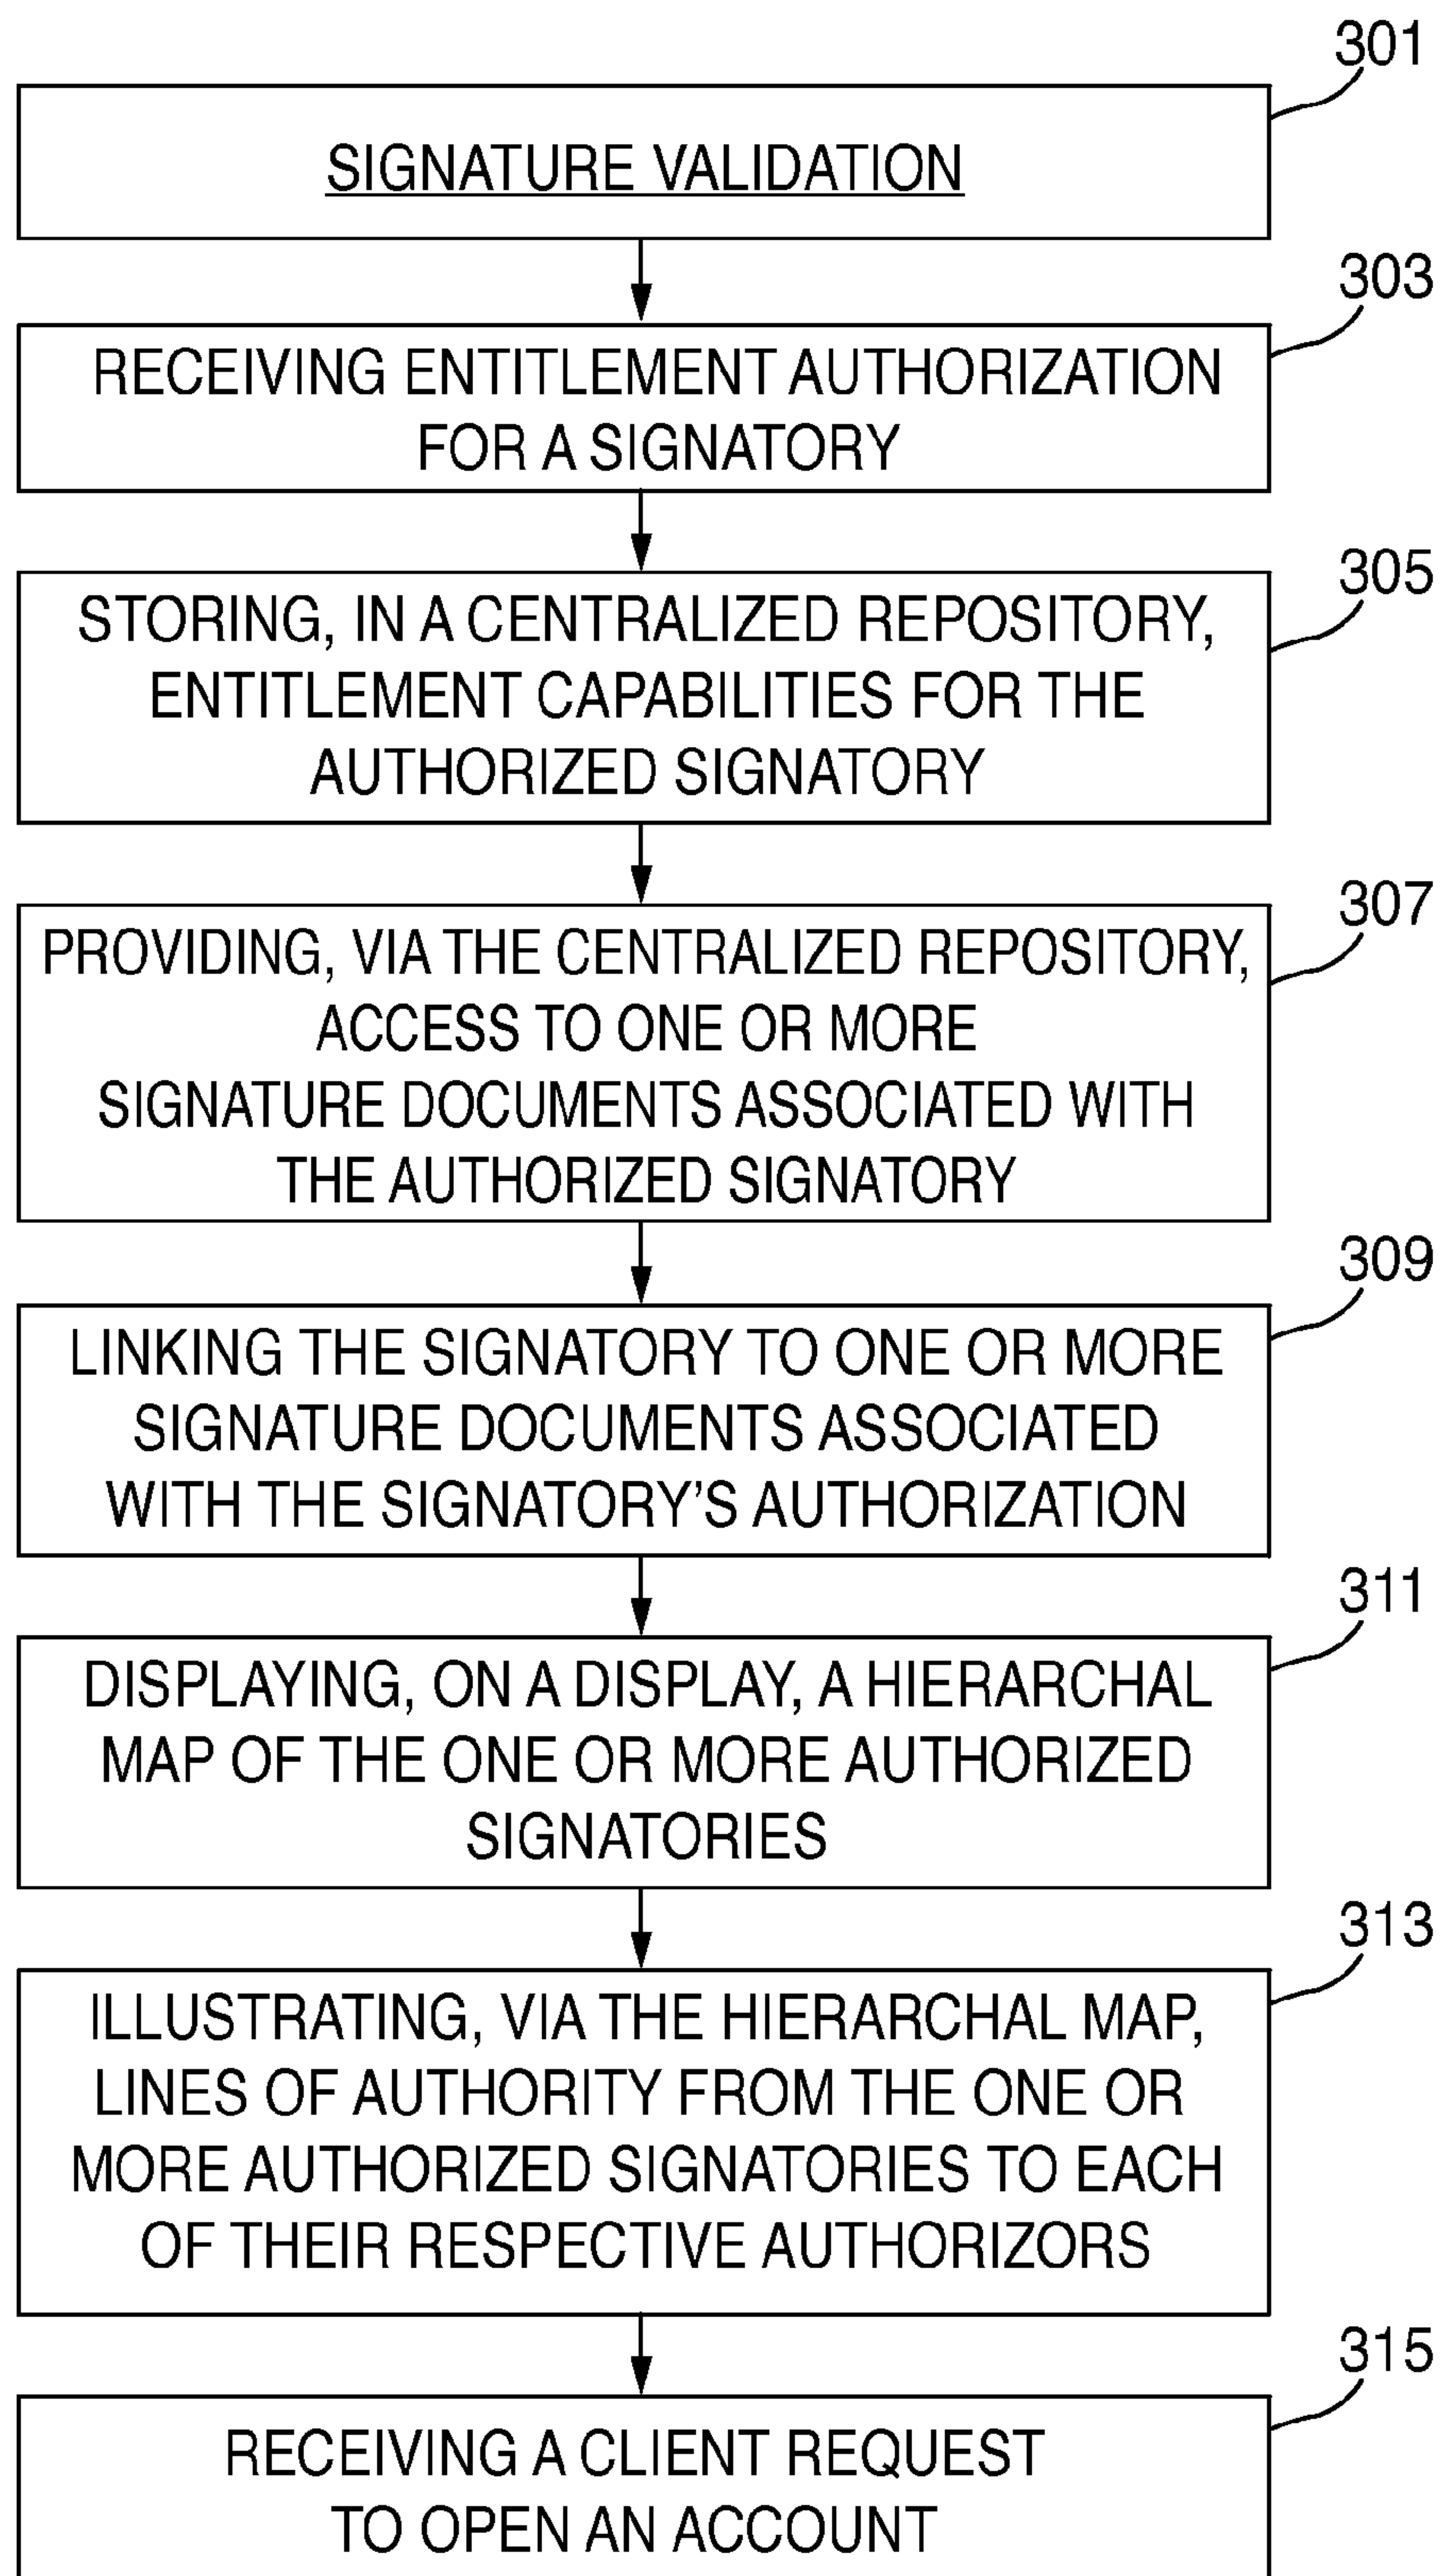 301
SIGNATURE VALIDATION
303
RECEIVING ENTITLEMENT AUTHORIZATION
FOR A SIGNATORY
305
STORING, IN A CENTRALIZED REPOSITORY,
ENTITLEMENT CAPABILITIES FOR THE
AUTHORIZED SIGNATORY
307
PROVIDING, VIA THE CENTRALIZED REPOSITORY,
ACCESS TO ONE OR MORE
SIGNATURE DOCUMENTS ASSOCIATED WITH
THE AUTHORIZED SIGNATORY
309
LINKING THE SIGNATORY TO ONE OR MORE
SIGNATURE DOCUMENTS ASSOCIATED
WITH THE SIGNATORY’S AUTHORIZATION
311
DISPLAYING, ON A DISPLAY, A HIERARCHAL
MAP OF THE ONE OR MORE AUTHORIZED
SIGNATORIES
313
ILLUSTRATING, VIA THE HIERARCHAL MAP,
LINES OF AUTHORITY FROM THE ONE OR
MORE AUTHORIZED SIGNATORIES TO EACH
OF THEIR RESPECTIVE AUTHORIZORS
315
RECEIVING A CLIENT REQUEST
TO OPEN AN ACCOUNT